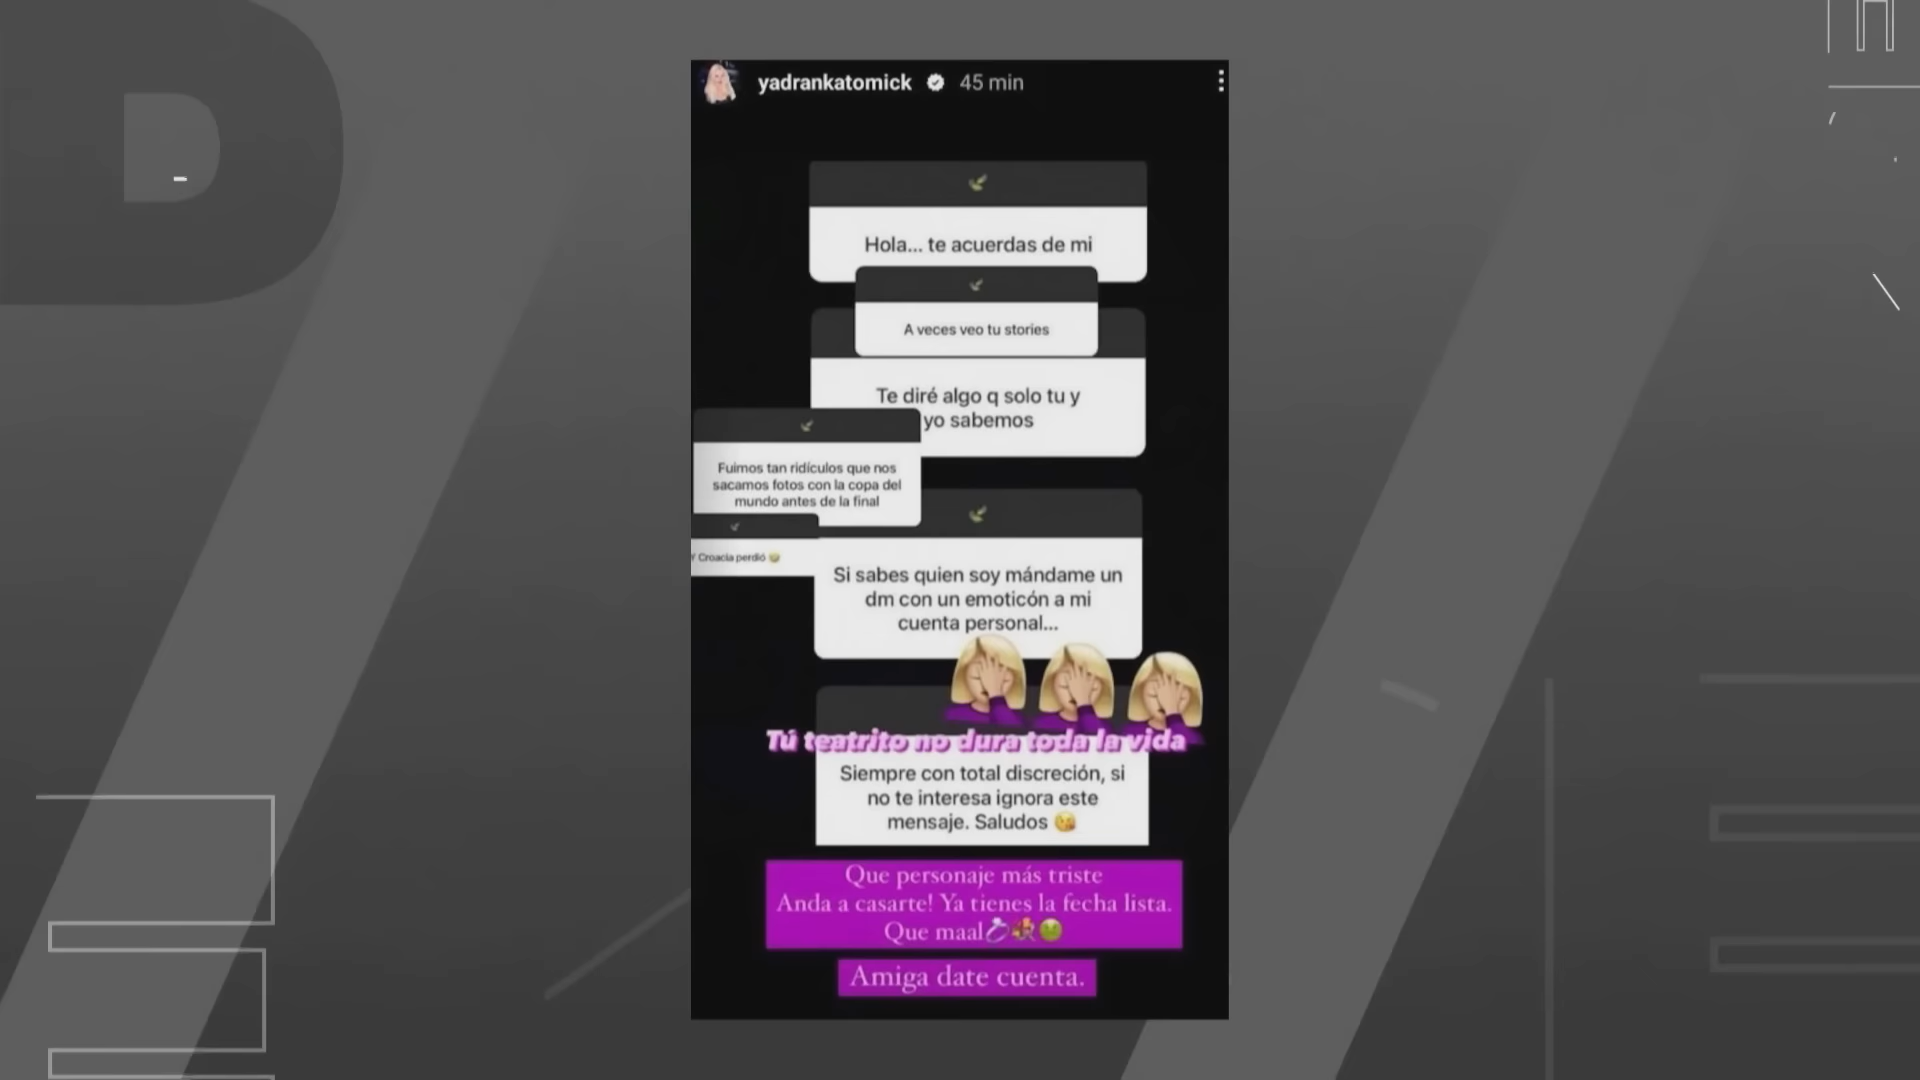 yadrankatomick 45 min
Hola... te acuerdas de mi
A veces veo tu stories
Te diré algo q solo tu y
yo sabemos
Fuimos tan ridículos que nos
sacamos fotos con la copa del
mundo antes de la final
Y Croacia perdió 🤣
Si sabes quien soy mándame un
dm con un emoticón a mi
cuenta personal...
Tú teatrito no dura toda la vida
Siempre con total discreción, si
no te interesa ignora este
mensaje. Saludos 😘
Que personaje más triste
Anda a casarte! Ya tienes la fecha lista.
Que maal💍💏🤢
Amiga date cuenta.